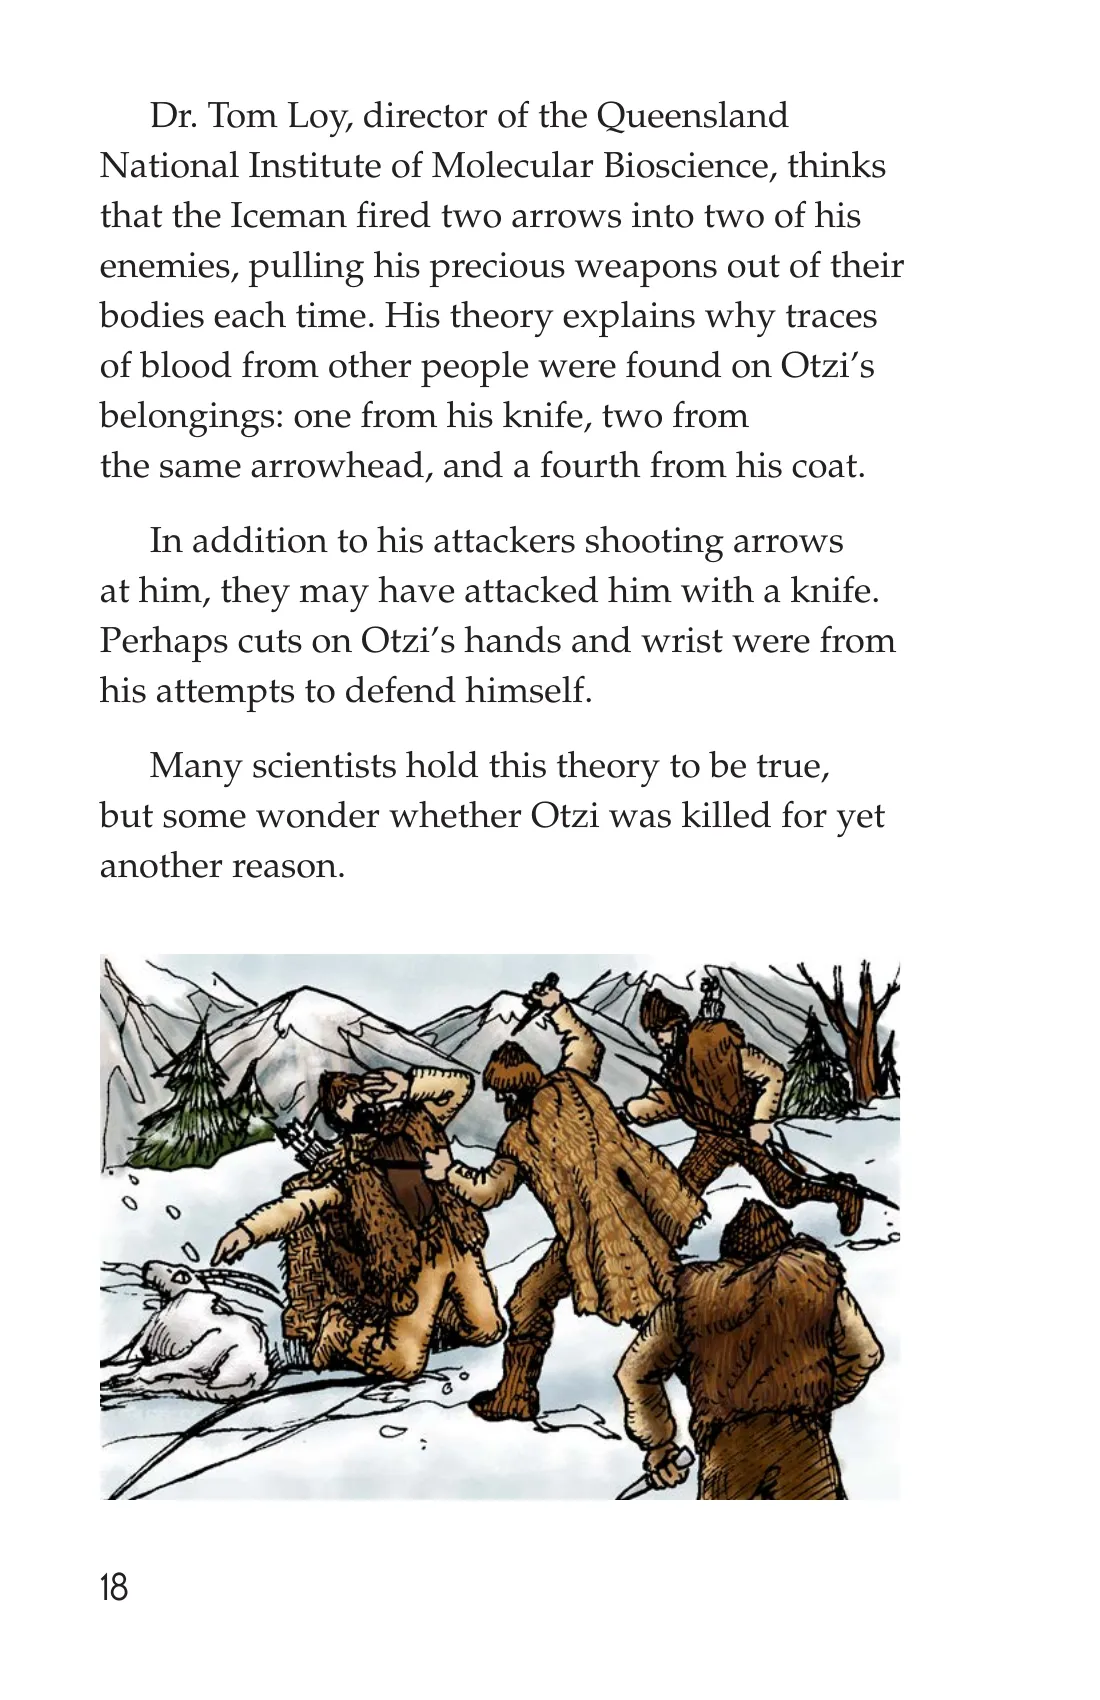 Dr. Tom Loy, director of the Queensland
National Institute of Molecular Bioscience, thinks
that the Iceman fired two arrows into two of his
enemies, pulling his precious weapons out of their
bodies each time. His theory explains why traces
of blood from other people were found on Otzi’s
belongings: one from his knife, two from
the same arrowhead, and a fourth from his coat.
In addition to his attackers shooting arrows
at him, they may have attacked him with a knife.
Perhaps cuts on Otzi’s hands and wrist were from
his attempts to defend himself.
Many scientists hold this theory to be true,
but some wonder whether Otzi was killed for yet
another reason.
18